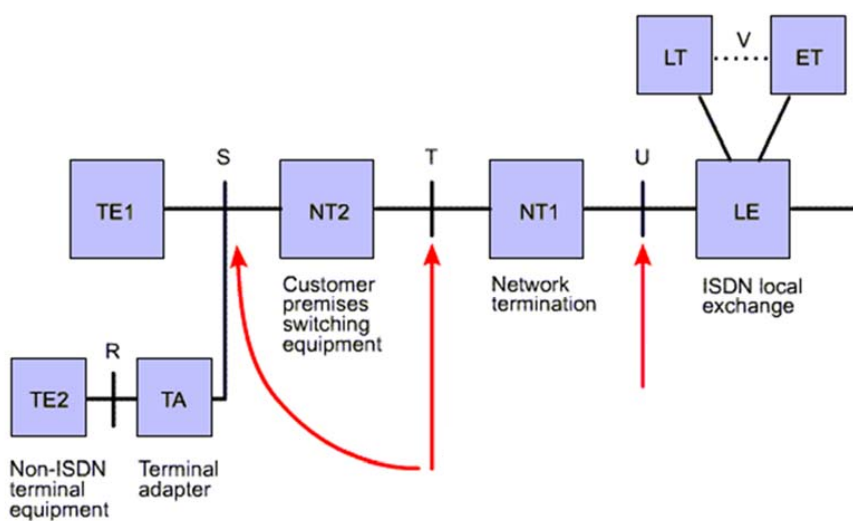 LT
V
ET
S
T
U
TE1
NT2
NT1
LE
Customer
premises
switching
equipment
Network
termination
ISDN local
exchange
R
TE2
TA
Non-ISDN
terminal
equipment
Terminal
adapter